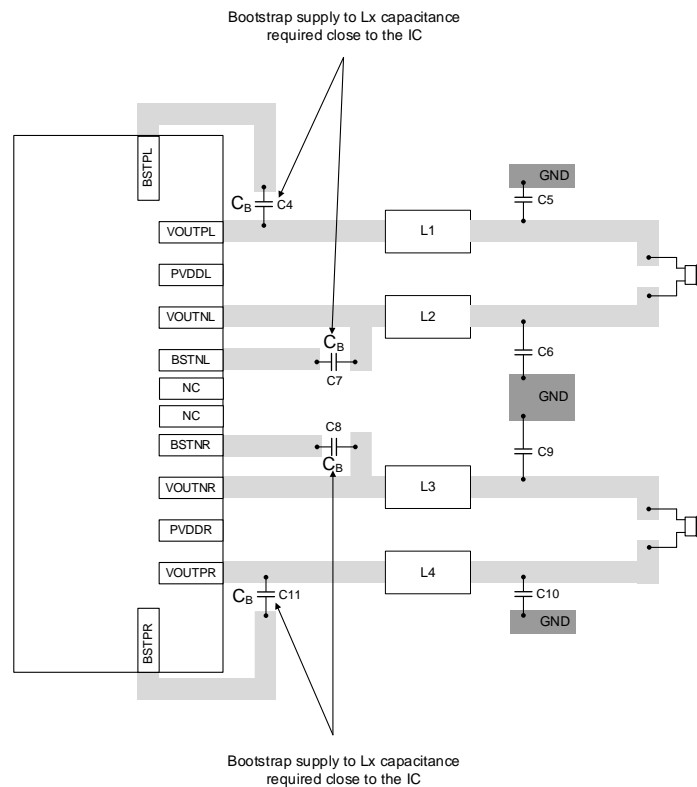 Bootstrap supply to Lx capacitance
required close to the IC
BSTPL
CB C4
GND
C5
VOUTPL
L1
PVDDL
VOUTNL
L2
CB
C7
BSTNL
C6
NC
GND
NC
C8
CB
BSTNR
C9
VOUTNR
L3
PVDDR
VOUTPR
L4
CB C11
C10
GND
BSTPR
Bootstrap supply to Lx capacitance
required close to the IC